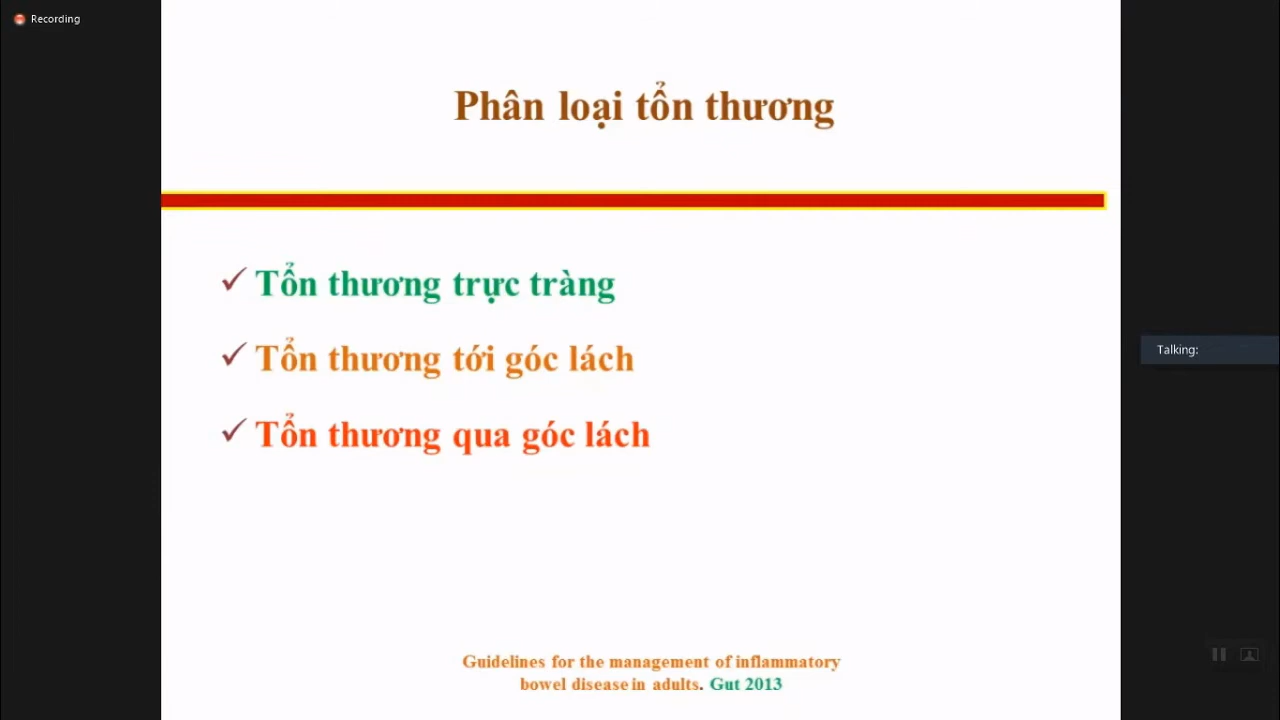 Recording
Phân loại tổn thương
Tổn thương trực tràng
Tổn thương tới góc lách
Talking:
Tổn thương qua góc lách
Guidelines for the management of inflammatory
bowel disease in adults. Gut 2013